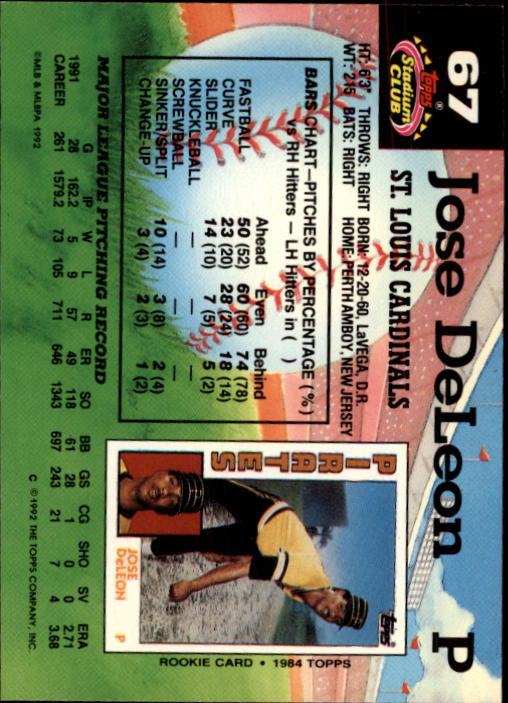 67
Jose DeLeon P
Topps®
Stadium
CLUB
ST. LOUIS CARDINALS
HT: 6'3" THROWS: RIGHT BORN: 12-20-60, LaVEGA, D.R.
WT: 215 BATS: RIGHT HOME: PERTH AMBOY, NEW JERSEY
BARS CHART—PITCHES BY PERCENTAGE (%)
vs RH Hitters — LH Hitters in ( )
Ahead Even Behind
FASTBALL 50 (52) 60 (60) 74 (78)
CURVE 23 (20) 28 (24) 18 (14)
SLIDER 14 (10) 7 (5) 5 (2)
KNUCKLEBALL — — —
SCREWBALL — — —
SINKER/SPLIT 10 (14) 3 (8) 2 (4)
CHANGE-UP 3 (4) 2 (3) 1 (2)
PIRATES
Topps
JOSE
DeLEON P
ROOKIE CARD • 1984 TOPPS
MAJOR LEAGUE PITCHING RECORD
G IP W L R ER SO BB GS CG SHO SV ERA
1991 28 162.2 5 9 57 49 118 61 28 1 0 0 2.71
CAREER 261 1579.2 73 105 711 646 1343 697 243 21 7 4 3.68
©MLB & MLBPA 1992
C © 1992 THE TOPPS COMPANY, INC.